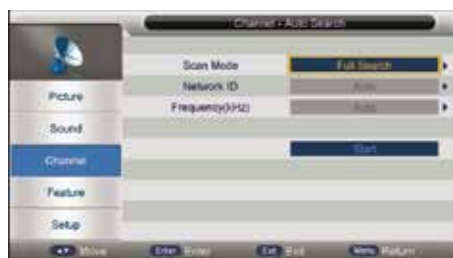 Channel - Auto Search
Scan Mode Full Search
Picture
Network ID Auto
Frequency(kHz) Auto
Sound
Channel
Start
Feature
Setup
Move Enter Enter Exit Exit Menu Return